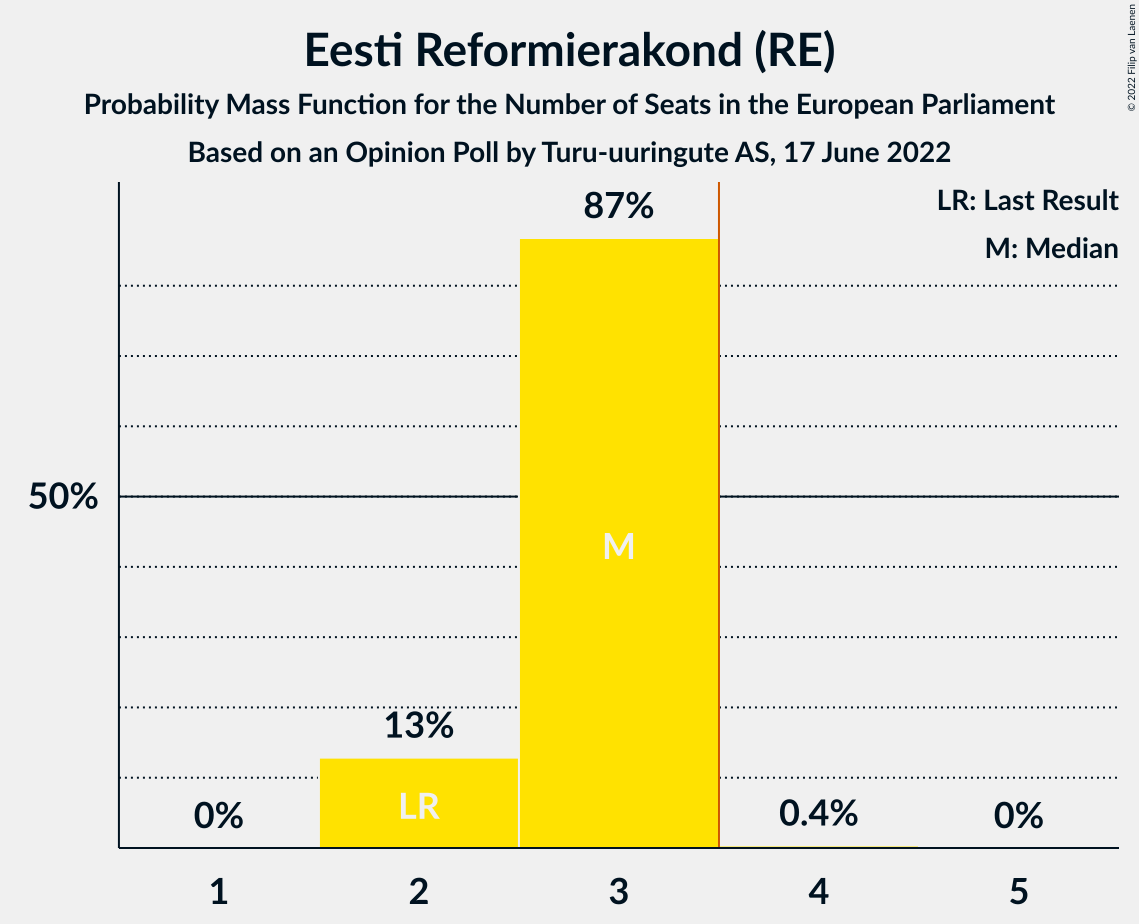 Eesti Reformierakond (RE)
Probability Mass Function for the Number of Seats in the European Parliament
Based on an Opinion Poll by Turu-uuringute AS, 17 June 2022
© 2022 Filip van Laenen
LR: Last Result
M: Median
87%
50%
M
13%
LR
0%
0.4%
0%
1
2
3
4
5